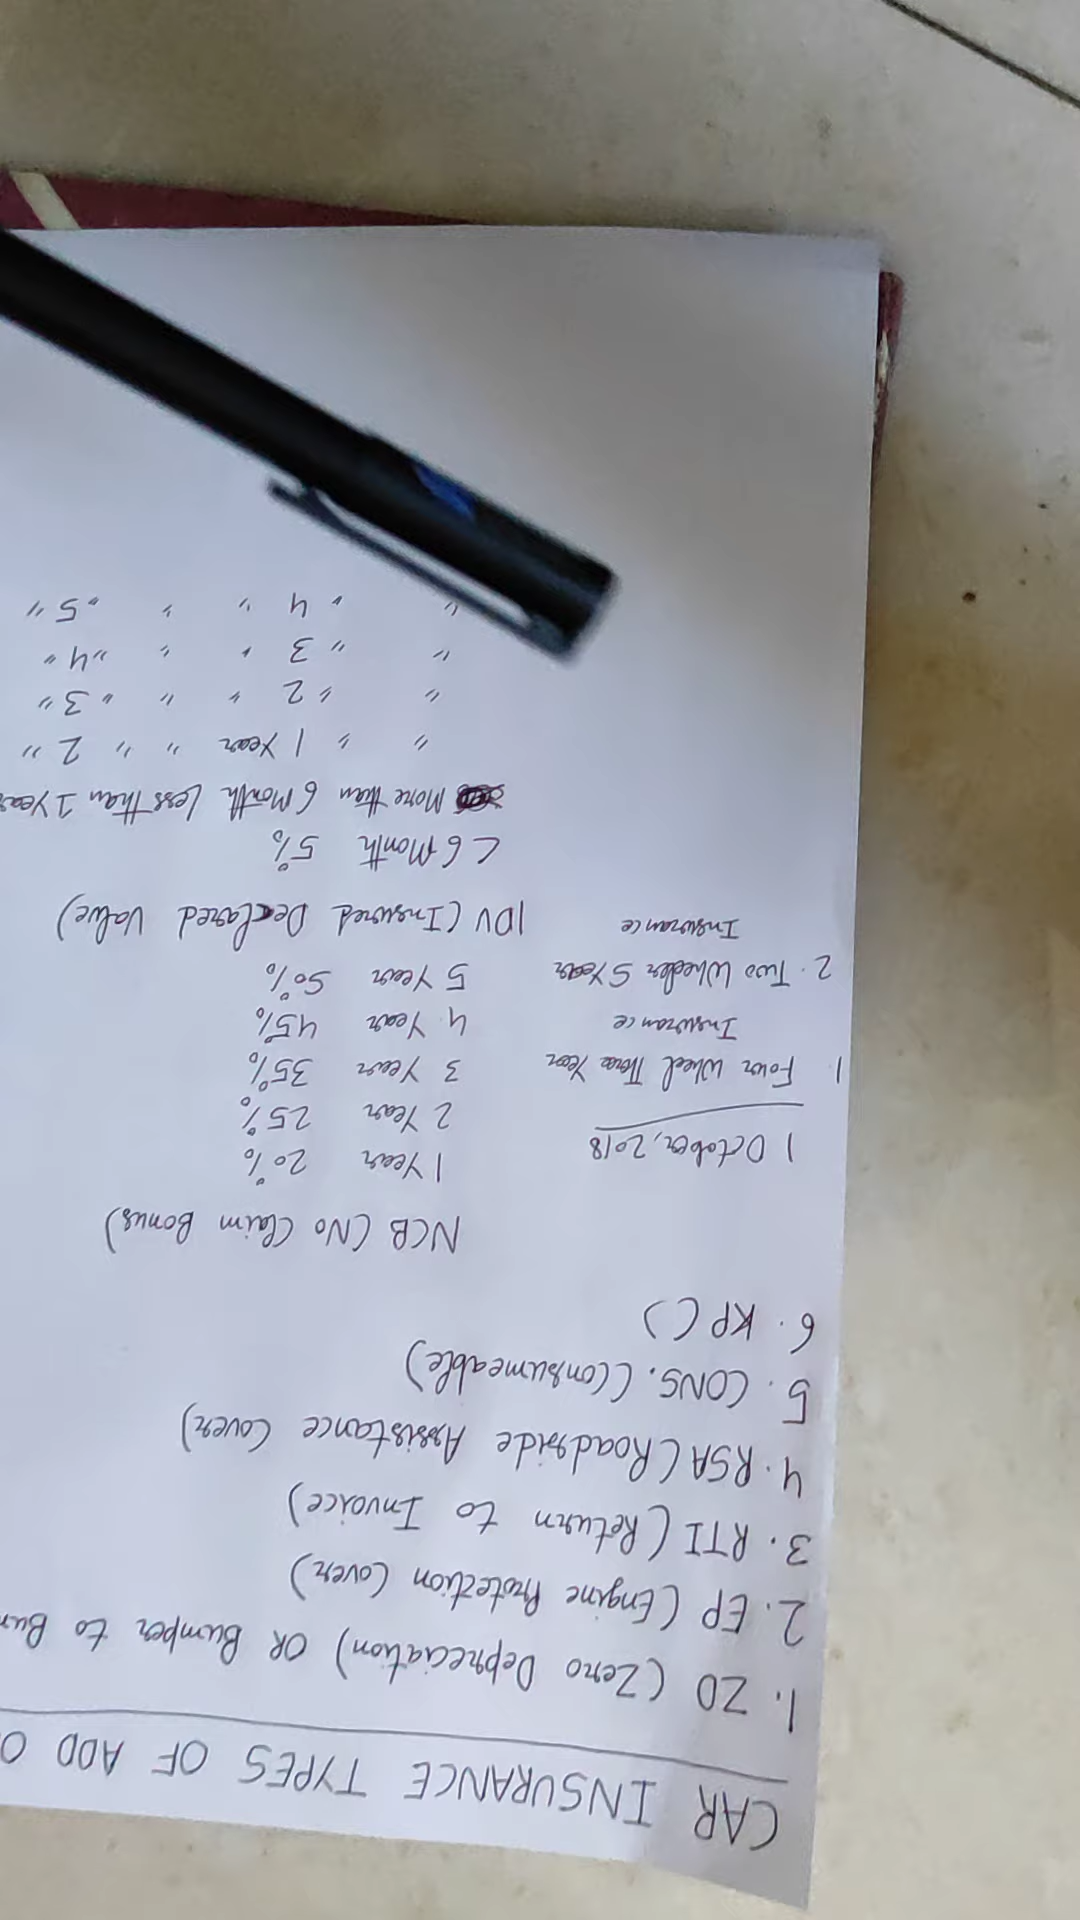 CAR INSURANCE TYPES OF ADD O
1. ZD (Zero Depreciation) OR Bumper to Bum
2. EP (Engine Protection Cover)
3. RTI (Return to Invoice)
4. RSA (Roadside Assistance Cover)
5. CONS. (Consumeable)
6. KP ( )
NCB (No Claim Bonus)
1 Year 20%
2 Year 25%
3 Year 35%
4 Year 45%
5 Year 50%
1 October, 2018
1. Four Wheel Three Year
Insurance
2. Two Wheeler 5 Year
Insurance
IDV (Insured Declared Value)
< 6 Month 5%
More than 6 Month Less than 1 Year
" " 1 Year " " 2 "
" " 2 " " " 3 "
" " 3 " " " 4 "
" " 4 " " " 5 "